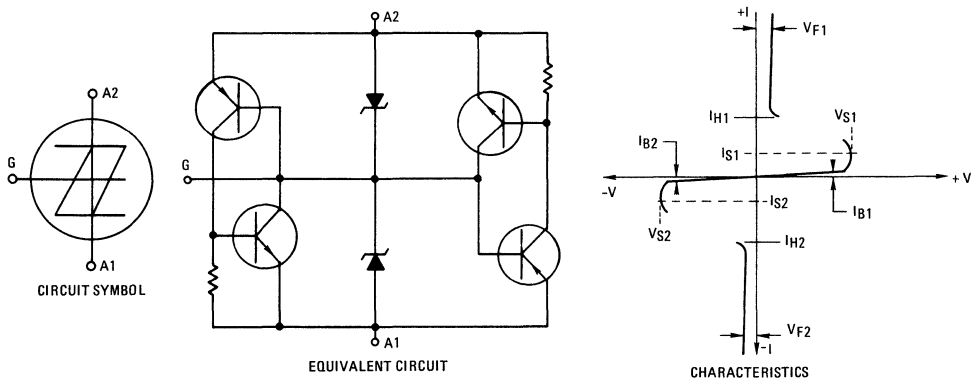 A2
G
A1
CIRCUIT SYMBOL
A2
G
A1
EQUIVALENT CIRCUIT
+I
VF1
IH1
VS1
IB2
IS1
-V
+V
IS2
IB1
VS2
IH2
VF2
-I
CHARACTERISTICS